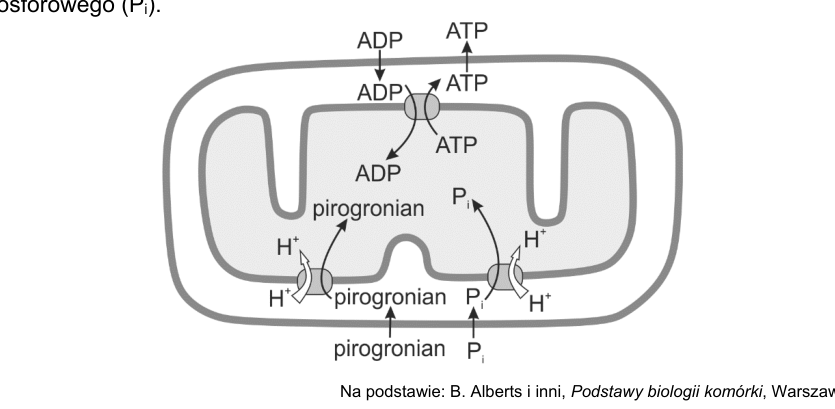 osforowego (Pᵢ).
ADP ATP
ADP ATP
ATP
ADP
pirogronian Pᵢ
H⁺ H⁺
H⁺ pirogronian Pᵢ H⁺
pirogronian Pᵢ
Na podstawie: B. Alberts i inni, Podstawy biologii komórki, Warszaw